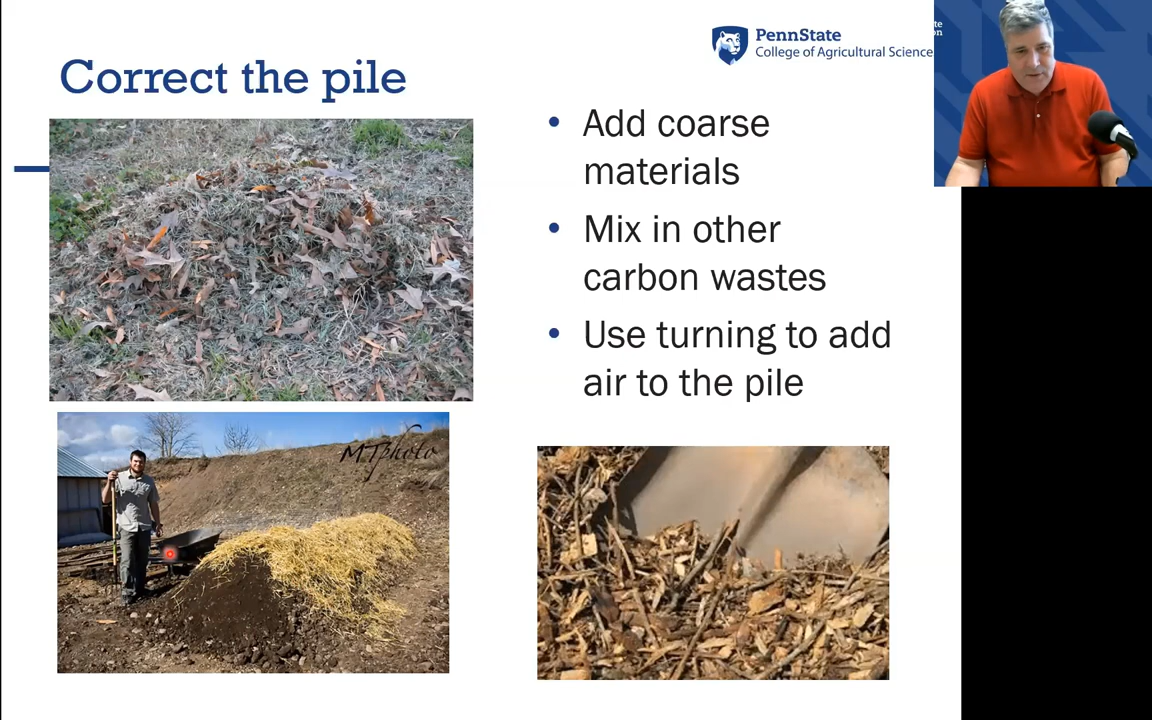 PennState
College of Agricultural Science
Correct the pile
• Add coarse
materials
• Mix in other
carbon wastes
• Use turning to add
air to the pile
MTphoto